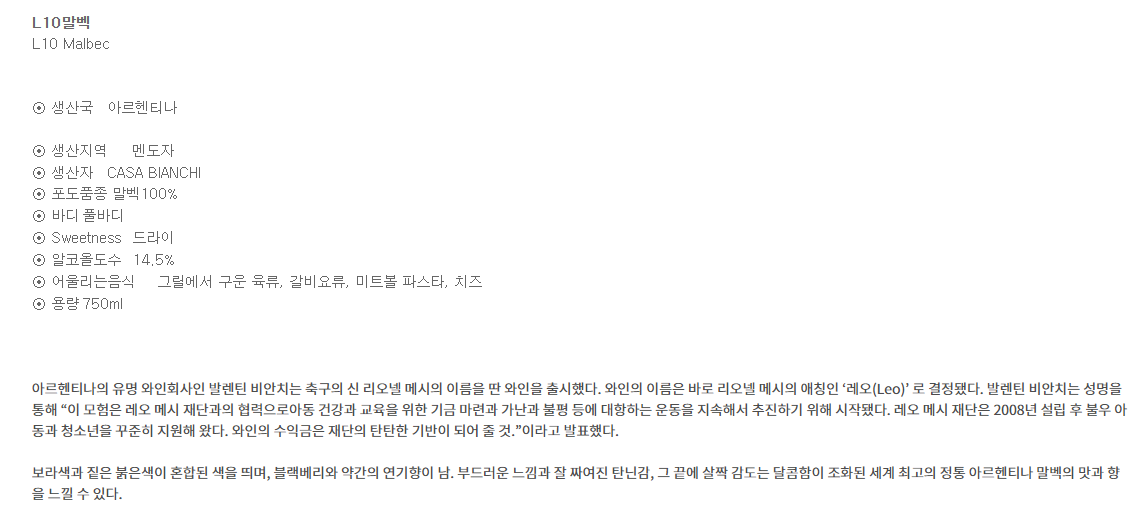 L10말벡
L10 Malbec
⊙ 생산국 아르헨티나
⊙ 생산지역 멘도자
⊙ 생산자 CASA BIANCHI
⊙ 포도품종 말벡100%
⊙ 바디 풀바디
⊙ Sweetness 드라이
⊙ 알코올도수 14.5%
⊙ 어울리는음식 그릴에서 구운 육류, 갈비요류, 미트볼 파스타, 치즈
⊙ 용량 750ml
아르헨티나의 유명 와인회사인 발렌틴 비안치는 축구의 신 리오넬 메시의 이름을 딴 와인을 출시했다. 와인의 이름은 바로 리오넬 메시의 애칭인 ‘레오(Leo)’ 로 결정됐다. 발렌틴 비안치는 성명을
통해 “이 모험은 레오 메시 재단과의 협력으로아동 건강과 교육을 위한 기금 마련과 가난과 불평 등에 대항하는 운동을 지속해서 추진하기 위해 시작됐다. 레오 메시 재단은 2008년 설립 후 불우 아
동과 청소년을 꾸준히 지원해 왔다. 와인의 수익금은 재단의 탄탄한 기반이 되어 줄 것.”이라고 발표했다.
보라색과 짙은 붉은색이 혼합된 색을 띄며, 블랙베리와 약간의 연기향이 남. 부드러운 느낌과 잘 짜여진 탄닌감, 그 끝에 살짝 감도는 달콤함이 조화된 세계 최고의 정통 아르헨티나 말벡의 맛과 향
을 느낄 수 있다.